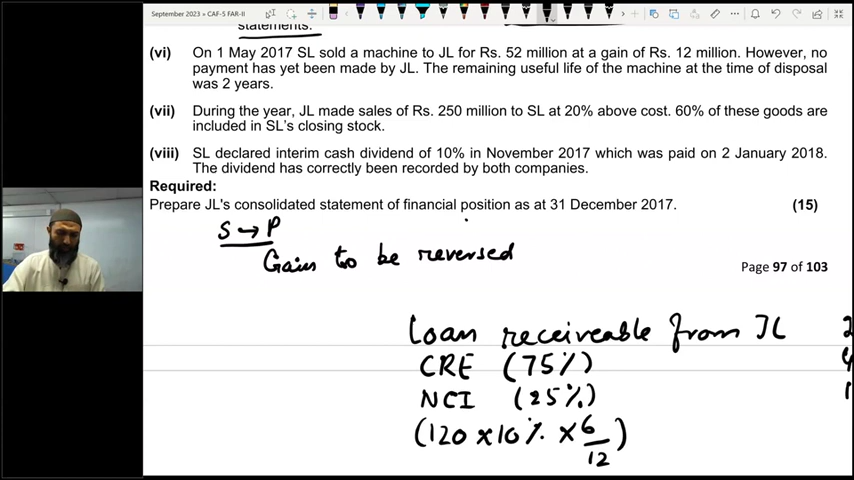 September 2023 » CAF-5 FAR-II
statements.
(vi) On 1 May 2017 SL sold a machine to JL for Rs. 52 million at a gain of Rs. 12 million. However, no
payment has yet been made by JL. The remaining useful life of the machine at the time of disposal
was 2 years.
(vii) During the year, JL made sales of Rs. 250 million to SL at 20% above cost. 60% of these goods are
included in SL's closing stock.
(viii) SL declared interim cash dividend of 10% in November 2017 which was paid on 2 January 2018.
The dividend has correctly been recorded by both companies.
Required:
Prepare JL's consolidated statement of financial position as at 31 December 2017. (15)
S → P
Gain to be reversed
Page 97 of 103
Loan receiveable from JL
CRE (75%)
NCI (25%)
(120 x 10% x 6/12)